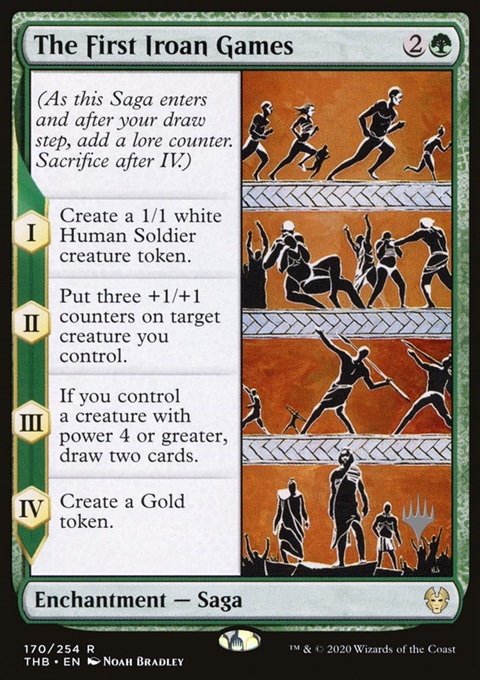 The First Iroan Games 2
(As this Saga enters
and after your draw
step, add a lore counter.
Sacrifice after IV.)
I
Create a 1/1 white
Human Soldier
creature token.
II
Put three +1/+1
counters on target
creature you
control.
III
If you control
a creature with
power 4 or greater,
draw two cards.
IV
Create a Gold
token.
Enchantment — Saga
170/254 R
THB • EN Noah Bradley
™ & © 2020 Wizards of the Coast